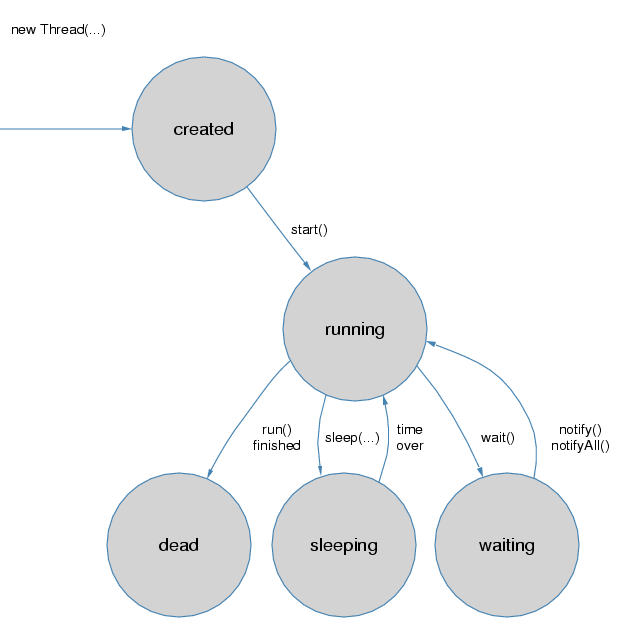 new Thread(...)
created
start()
running
run()
finished
sleep(...)
time
over
wait()
notify()
notifyAll()
dead
sleeping
waiting